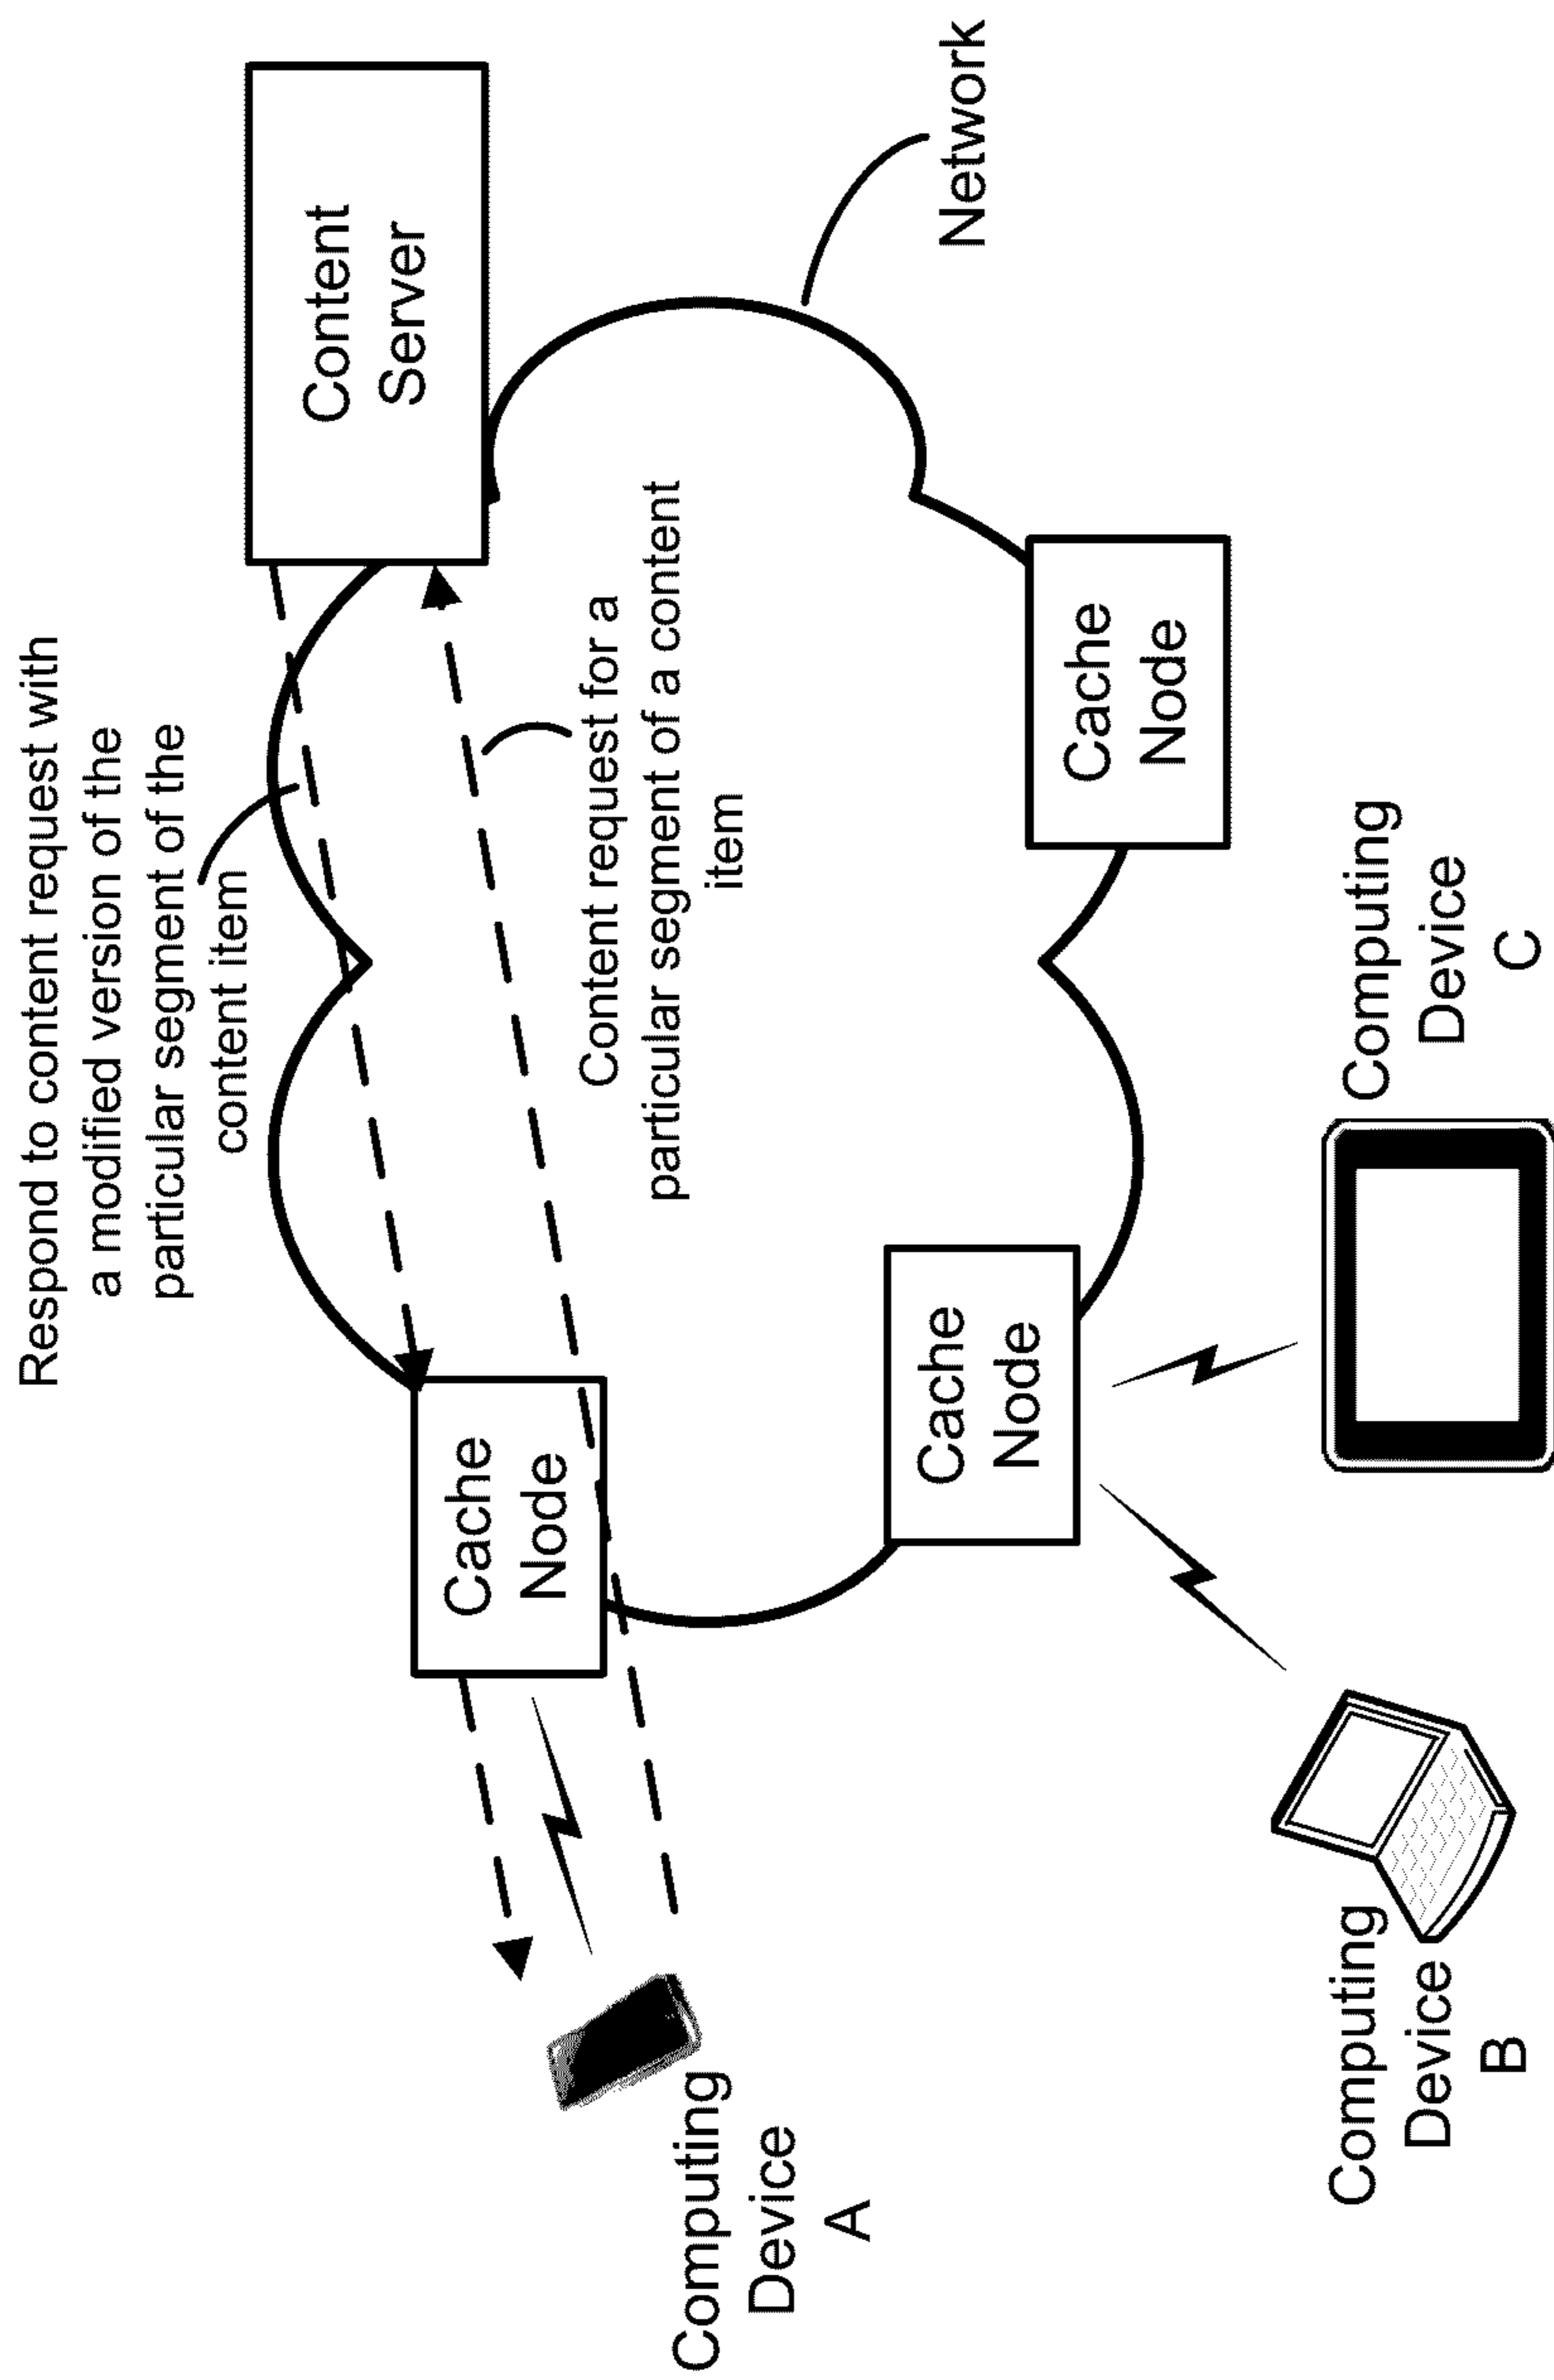 Respond to content request with
a modified version of the
particular segment of the
content item
Content
Server
Content request for a
particular segment of a content
item
Network
Cache
Node
Cache
Node
Cache
Node
Computing
Device
A
Computing
Device
B
Computing
Device
C